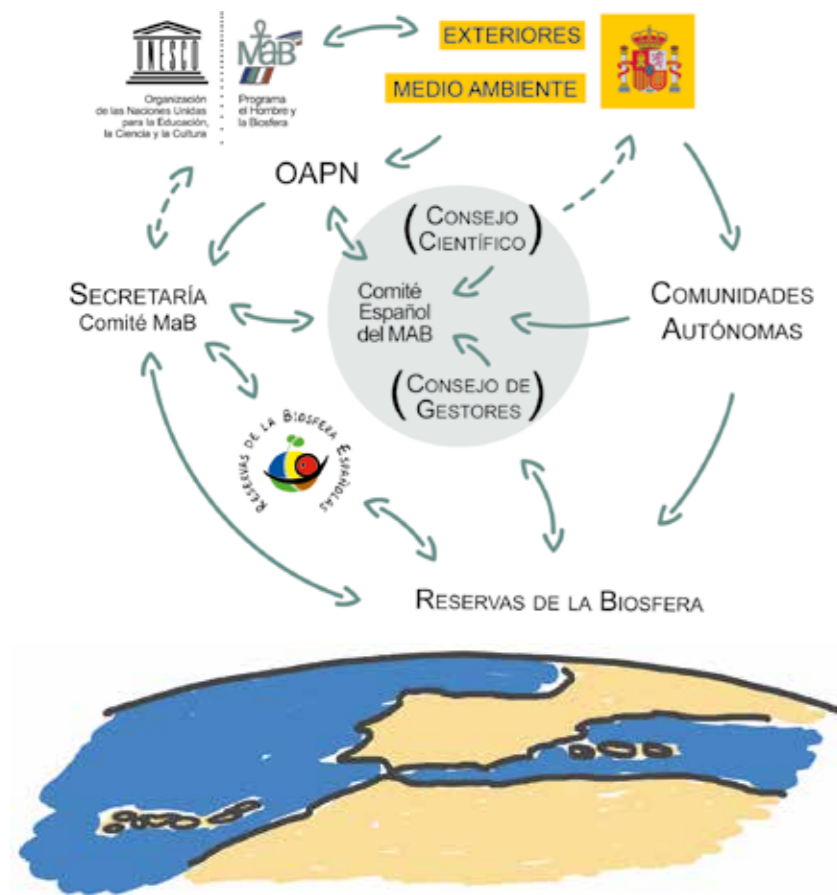 UNESCO
MaB
Organización
de las Naciones Unidas
para la Educación,
la Ciencia y la Cultura
Programa
el Hombre y
la Biosfera
EXTERIORES
MEDIO AMBIENTE
OAPN
(CONSEJO
CIENTÍFICO)
SECRETARÍA
Comité MaB
Comité
Español
del MAB
COMUNIDADES
AUTÓNOMAS
(CONSEJO DE
GESTORES)
RESERVAS DE LA BIOSFERA ESPAÑOLAS
RESERVAS DE LA BIOSFERA